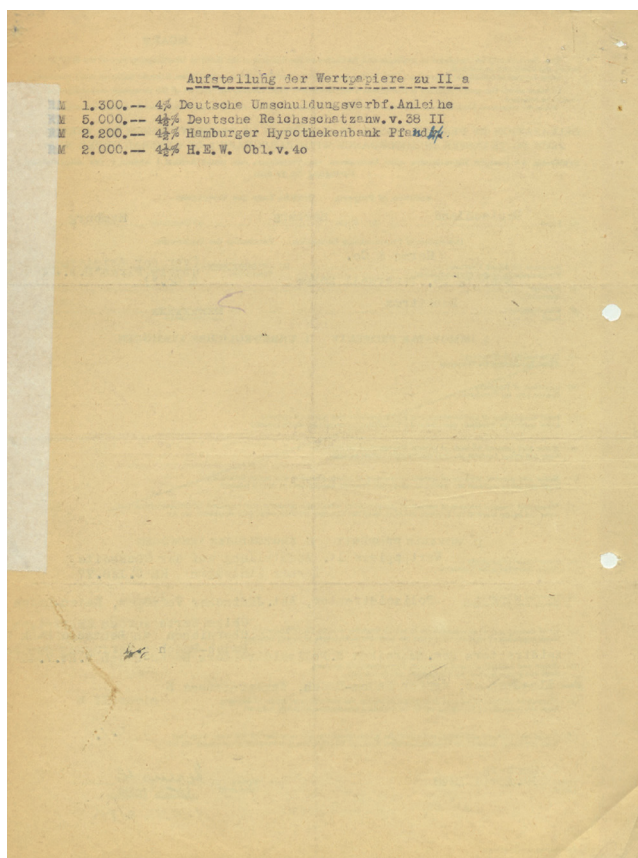 Aufstellung der Wertpapiere zu II a
RM 1.300.-- 4% Deutsche Umschuldungsverbf.Anleihe
RM 5.000.-- 4½% Deutsche Reichsschatzanw.v.38 II
RM 2.200.-- 4½% Hamburger Hypothekenbank Pfandbf.
RM 2.000.-- 4½% H.E.W. Obl.v.4o